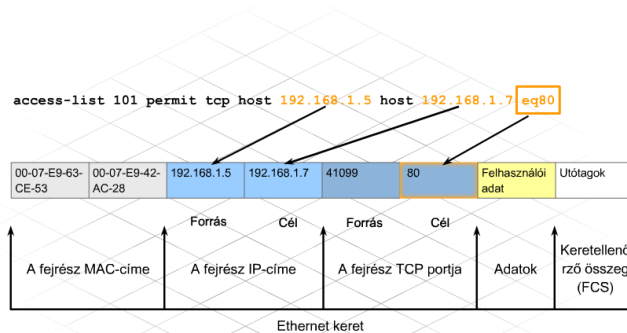 access-list 101 permit tcp host 192.168.1.5 host 192.168.1.7 eq80
00-07-E9-63-
CE-53
00-07-E9-42-
AC-28
192.168.1.5
192.168.1.7
41099
80
Felhasználói
adat
Utótagok
Forrás
Cél
Forrás
Cél
A fejrész MAC-címe
A fejrész IP-címe
A fejrész TCP portja
Adatok
Keretellenő
rző összeg
(FCS)
Ethernet keret